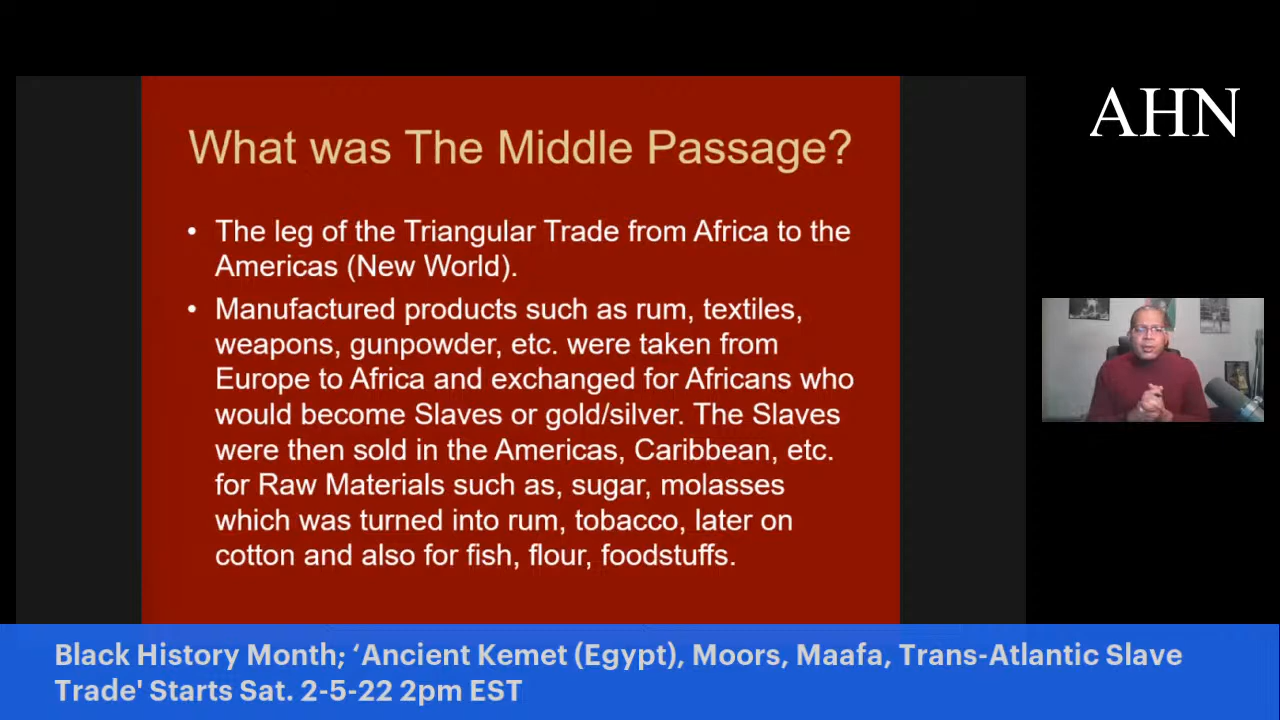 AHN
What was The Middle Passage?
• The leg of the Triangular Trade from Africa to the
Americas (New World).
• Manufactured products such as rum, textiles,
weapons, gunpowder, etc. were taken from
Europe to Africa and exchanged for Africans who
would become Slaves or gold/silver. The Slaves
were then sold in the Americas, Caribbean, etc.
for Raw Materials such as, sugar, molasses
which was turned into rum, tobacco, later on
cotton and also for fish, flour, foodstuffs.
Black History Month; ‘Ancient Kemet (Egypt), Moors, Maafa, Trans-Atlantic Slave
Trade' Starts Sat. 2-5-22 2pm EST